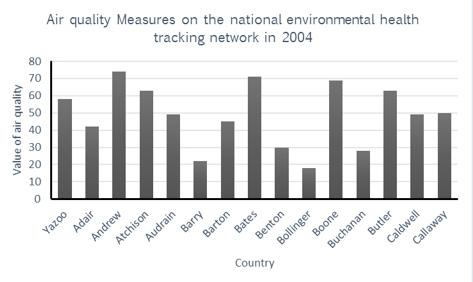 Air quality Measures on the national environmental health
tracking network in 2004
Value of air quality
80
70
60
50
40
30
20
10
0
Yazoo
Adair
Andrew
Atchison
Audrain
Barry
Barton
Bates
Benton
Bollinger
Boone
Buchanan
Butler
Caldwell
Callaway
Country